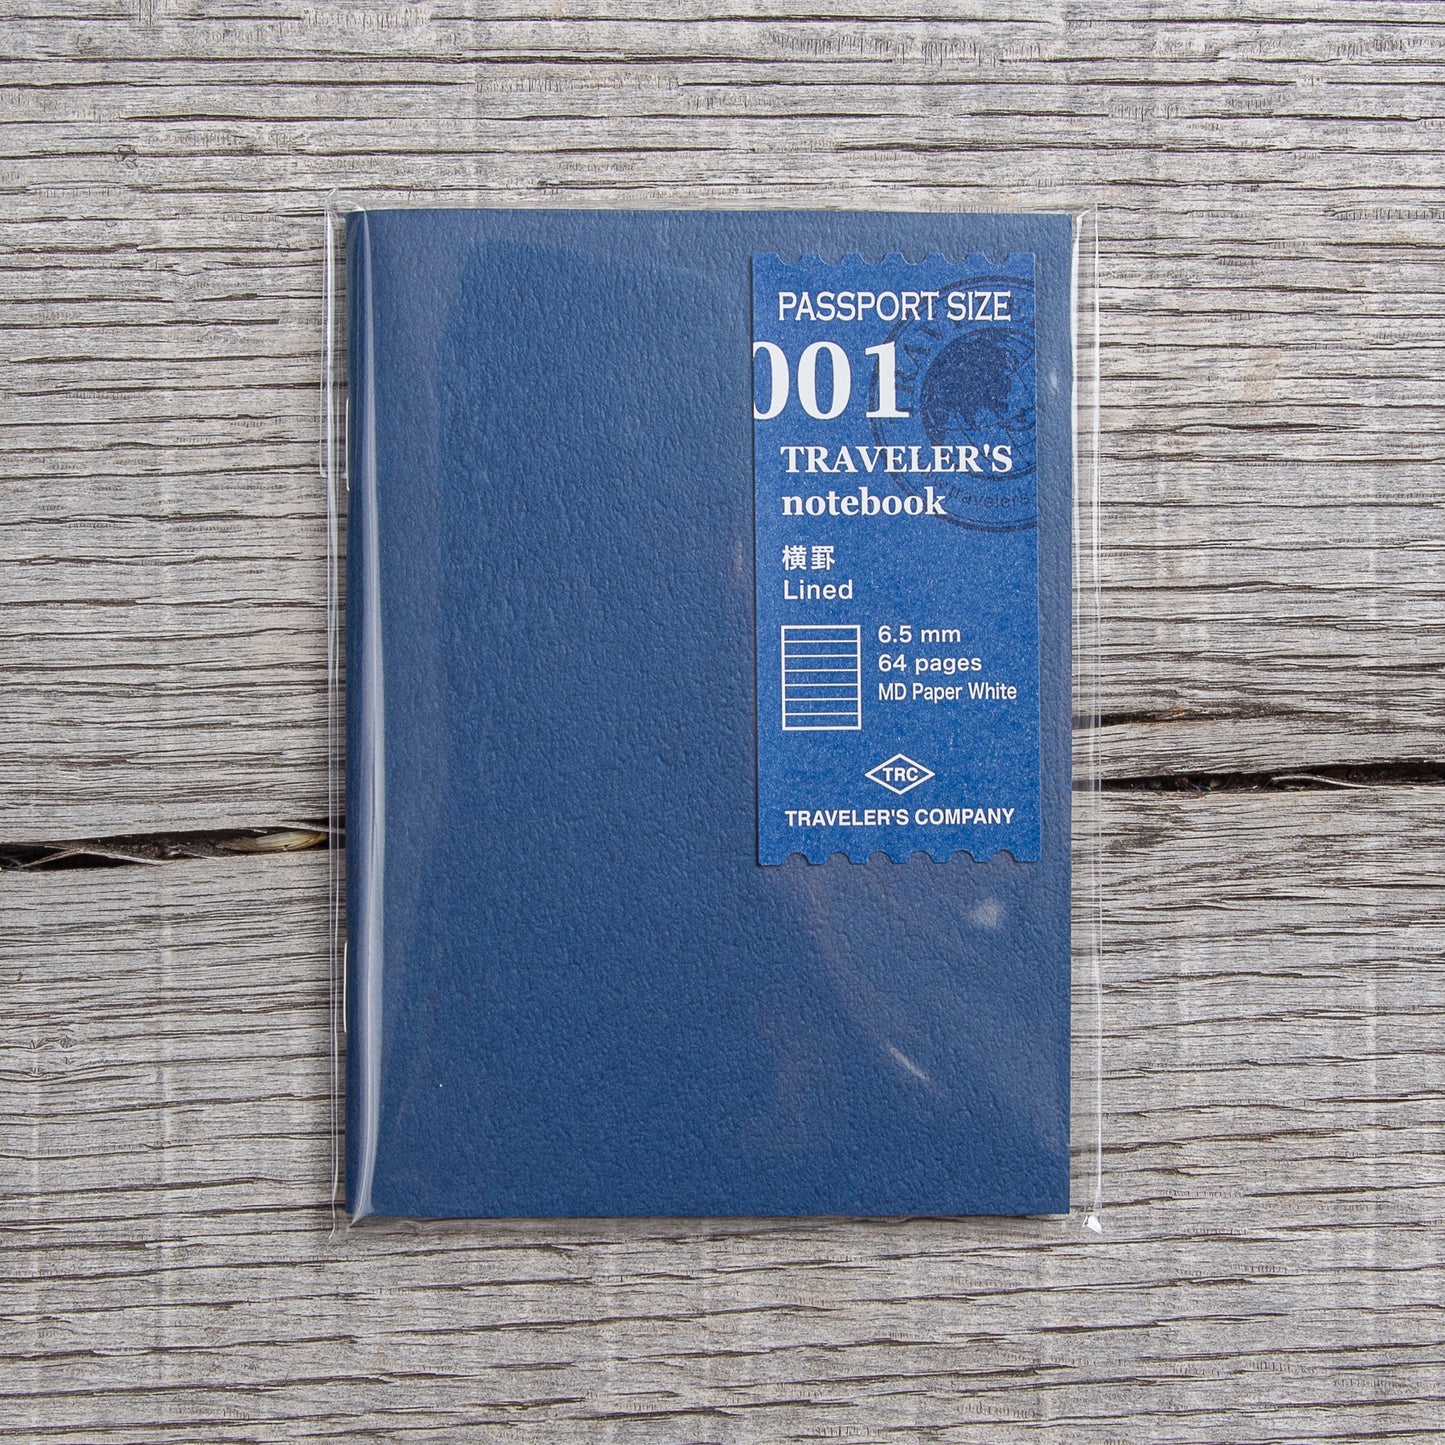 PASSPORT SIZE
001
TRAVELER'S
notebook
traveler's
横罫
Lined
6.5 mm
64 pages
MD Paper White
TRC
TRAVELER'S COMPANY